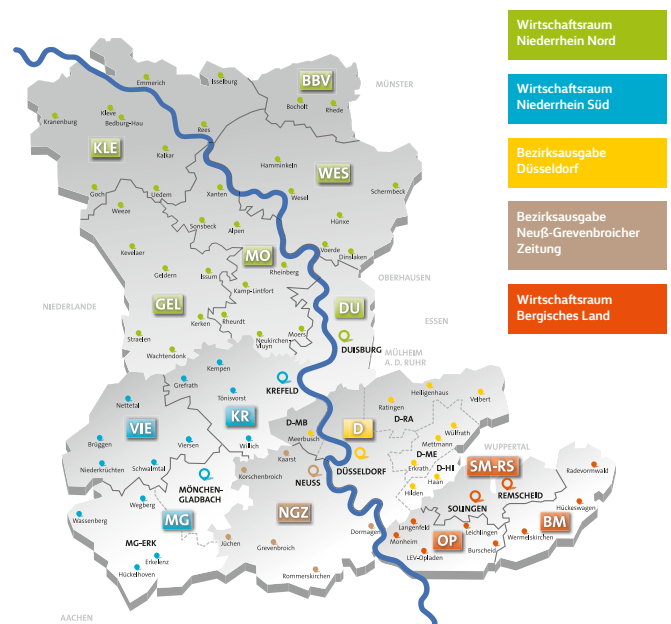 Wirtschaftsraum
Niederrhein Nord
Wirtschaftsraum
Niederrhein Süd
Bezirksausgabe
Düsseldorf
Bezirksausgabe
Neuß-Grevenbroicher
Zeitung
Wirtschaftsraum
Bergisches Land
Emmerich
Isselburg
BBV
MÜNSTER
Bocholt
Rhede
Kleve
Bedburg-Hau
Kranenburg
Rees
KLE
Kalkar
Hamminkeln
WES
Goch
Uedem
Xanten
Wesel
Schermbeck
Weeze
Sonsbeck
Alpen
Hünxe
Kevelaer
MO
Voerde
Dinslaken
Rheinberg
Geldern
Issum
OBERHAUSEN
Kamp-Lintfort
NIEDERLANDE
GEL
DU
Kerken
Rheurdt
ESSEN
Straelen
Neukirchen-
Vluyn
Moers
DUISBURG
Wachtendonk
MÜLHEIM
A. D. RUHR
Kempen
Grefrath
KREFELD
Heiligenhaus
Velbert
Nettetal
Tönisvorst
Ratingen
KR
D-MB
D-RA
VIE
D
Wülfrath
Brüggen
Viersen
Willich
Meerbusch
Mettmann
WUPPERTAL
Kaarst
D-ME
Niederkrüchten
Schwalmtal
Korschenbroich
NEUSS
DÜSSELDORF
Erkrath
D-HI
SM-RS
Radevormwald
MÖNCHEN-
GLADBACH
Haan
Hilden
REMSCHEID
Wegberg
SOLINGEN
Hückeswagen
Wassenberg
MG
NGZ
Dormagen
Langenfeld
Leichlingen
BM
Monheim
OP
Wermelskirchen
MG-ERK
Jüchen
Grevenbroich
Burscheid
LEV-Opladen
Erkelenz
Hückelhoven
Rommerskirchen
AACHEN